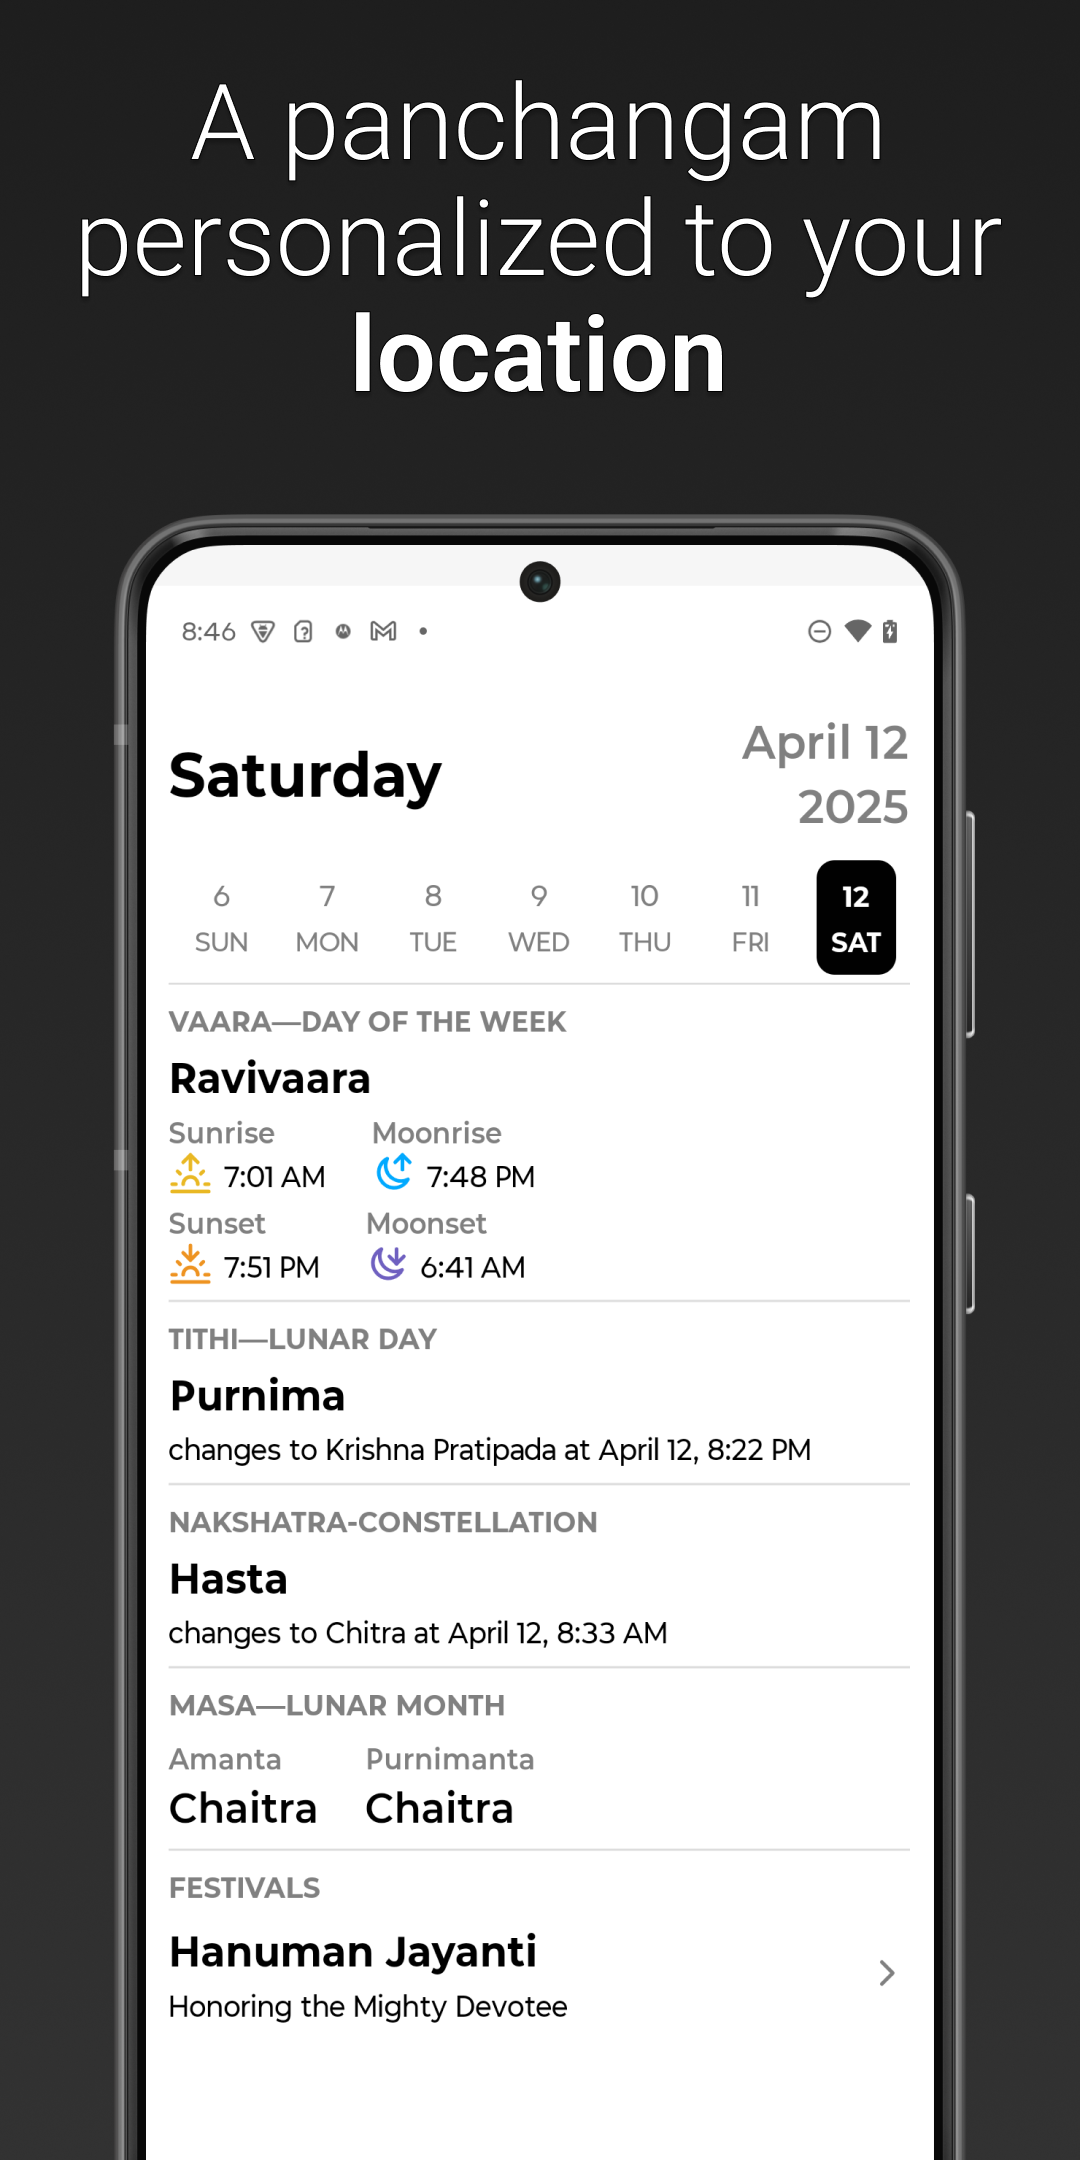 A panchangam
personalized to your
location
8:46
Saturday
April 12
2025
6 7 8 9 10 11 12
SUN MON TUE WED THU FRI SAT
VAARA—DAY OF THE WEEK
Ravivaara
Sunrise Moonrise
7:01 AM 7:48 PM
Sunset Moonset
7:51 PM 6:41 AM
TITHI—LUNAR DAY
Purnima
changes to Krishna Pratipada at April 12, 8:22 PM
NAKSHATRA-CONSTELLATION
Hasta
changes to Chitra at April 12, 8:33 AM
MASA—LUNAR MONTH
Amanta Purnimanta
Chaitra Chaitra
FESTIVALS
Hanuman Jayanti
Honoring the Mighty Devotee